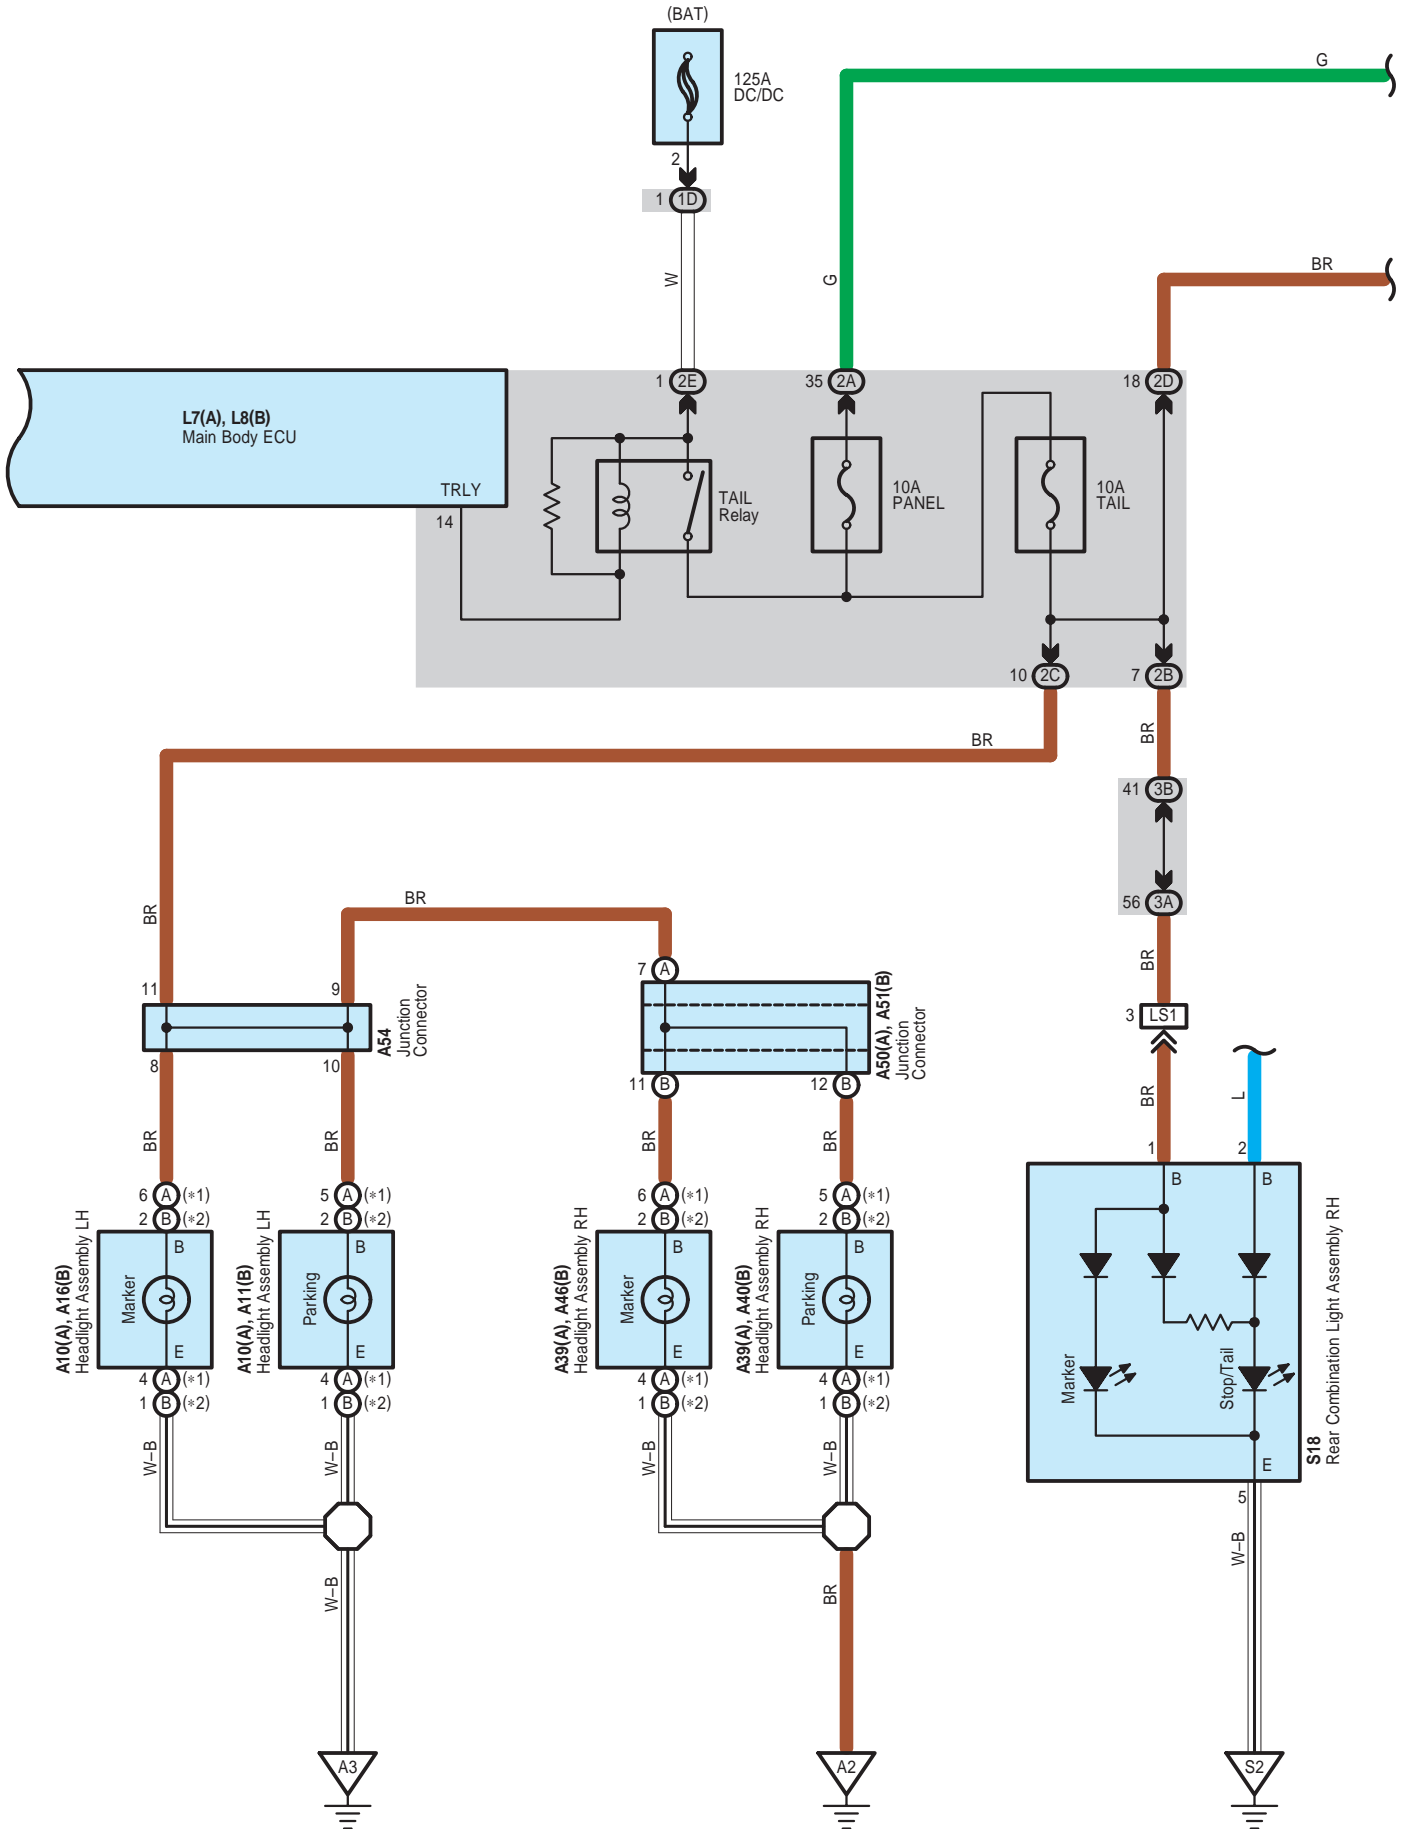 (BAT)
125A
DC/DC
2
1 1D
W
G
G
BR
L7(A), L8(B)
Main Body ECU
TRLY
14
1 2E
35 2A
18 2D
TAIL
Relay
10A
PANEL
10A
TAIL
10 2C
7 2B
BR
BR
41 3B
56 3A
BR
BR
BR
11
9
A54
Junction
Connector
8
10
7 A
A50(A), A51(B)
Junction
Connector
11 B
12 B
3 LS1
BR
L
BR
BR
BR
BR
1
2
6 A (*1)
2 B (*2)
5 A (*1)
2 B (*2)
6 A (*1)
2 B (*2)
5 A (*1)
2 B (*2)
A10(A), A16(B)
Headlight Assembly LH
B
Marker
E
A10(A), A11(B)
Headlight Assembly LH
B
Parking
E
A39(A), A46(B)
Headlight Assembly RH
B
Marker
E
A39(A), A40(B)
Headlight Assembly RH
B
Parking
E
B
B
Marker
Stop/Tail
E
S18
Rear Combination Light Assembly RH
4 A (*1)
1 B (*2)
4 A (*1)
1 B (*2)
4 A (*1)
1 B (*2)
4 A (*1)
1 B (*2)
W–B
W–B
W–B
W–B
5
W–B
W–B
BR
A3
A2
S2